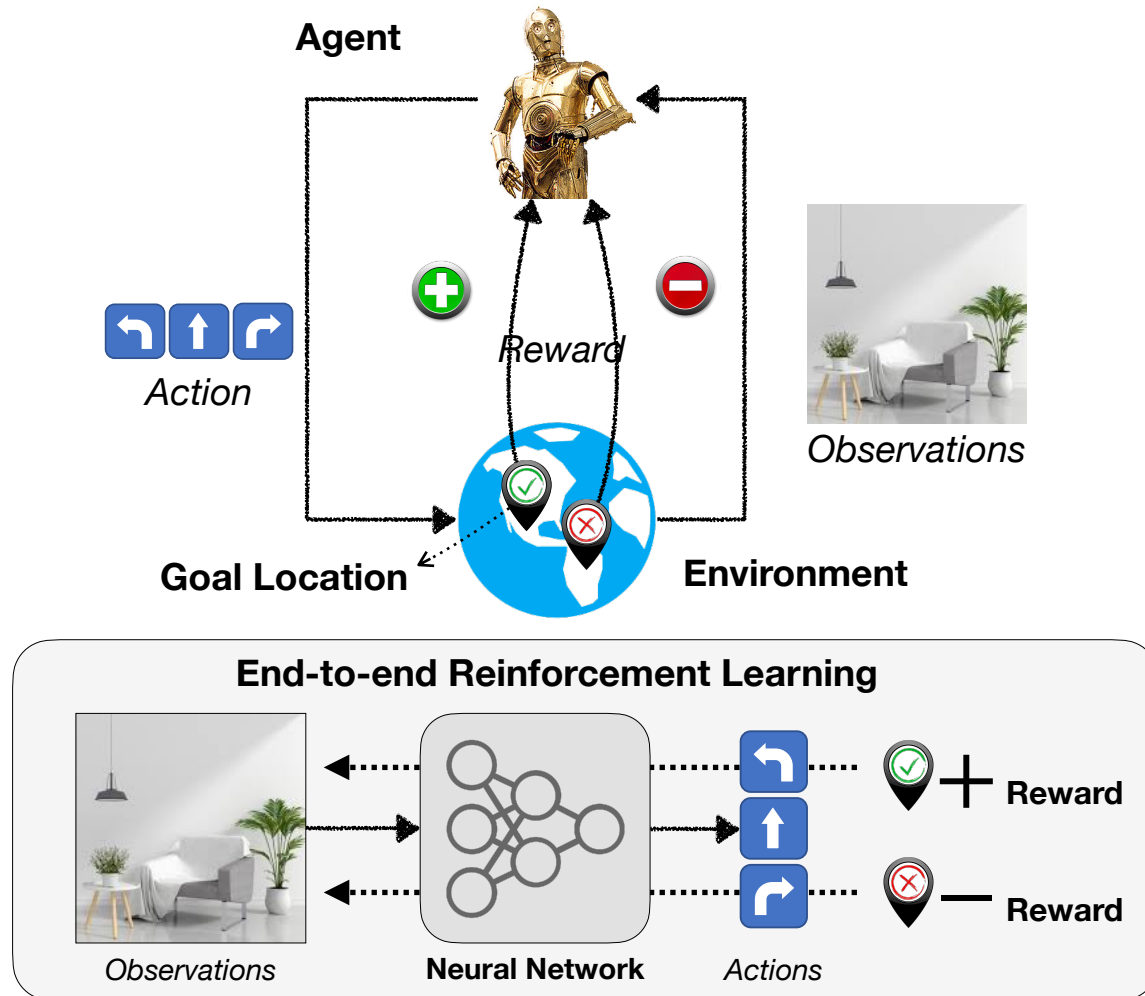 Agent
Reward
Action
Observations
Goal Location
Environment
End-to-end Reinforcement Learning
Reward
Reward
Observations
Neural Network
Actions